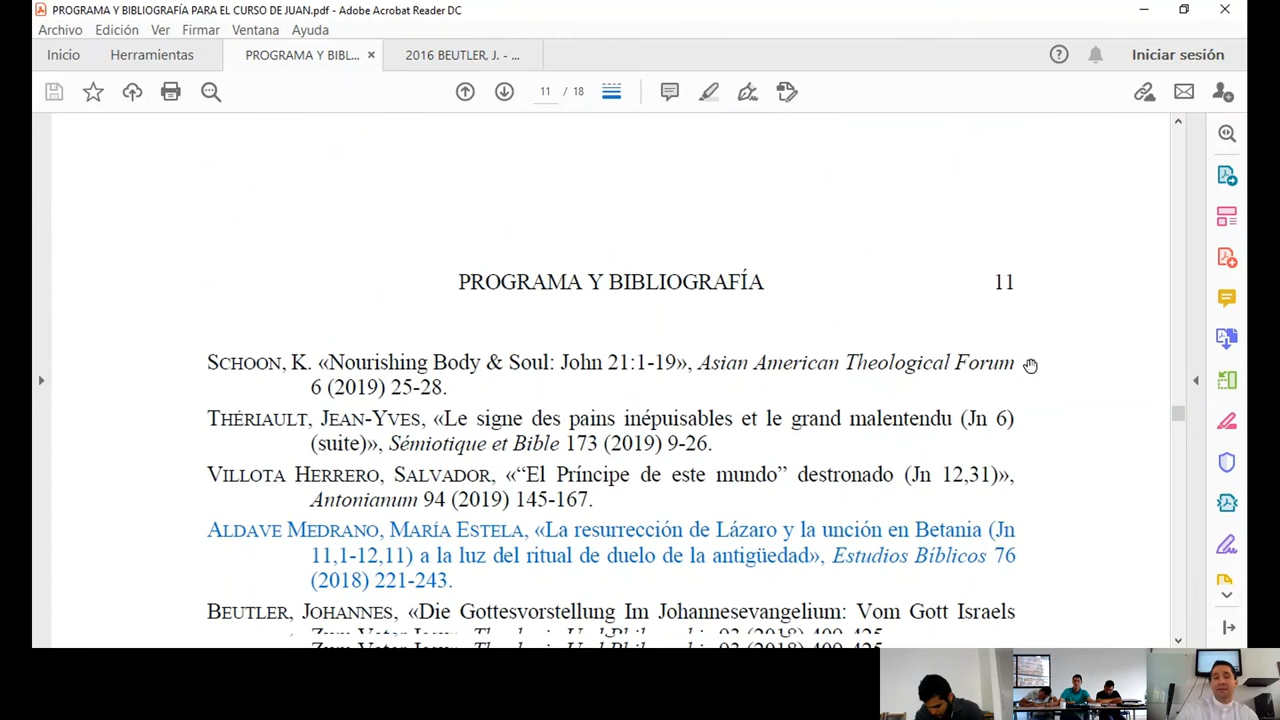 PROGRAMA Y BIBLIOGRAFÍA PARA EL CURSO DE JUAN.pdf - Adobe Acrobat Reader DC
Archivo Edición Ver Firmar Ventana Ayuda
Inicio Herramientas PROGRAMA Y BIBL... × 2016 BEUTLER, J. - ... Iniciar sesión
11 / 18
PROGRAMA Y BIBLIOGRAFÍA 11
SCHOON, K. «Nourishing Body & Soul: John 21:1-19», Asian American Theological Forum
6 (2019) 25-28.
THÉRIAULT, JEAN-YVES, «Le signe des pains inépuisables et le grand malentendu (Jn 6)
(suite)», Sémiotique et Bible 173 (2019) 9-26.
VILLOTA HERRERO, SALVADOR, «“El Príncipe de este mundo” destronado (Jn 12,31)»,
Antonianum 94 (2019) 145-167.
ALDAVE MEDRANO, MARÍA ESTELA, «La resurrección de Lázaro y la unción en Betania (Jn
11,1-12,11) a la luz del ritual de duelo de la antigüedad», Estudios Bíblicos 76
(2018) 221-243.
BEUTLER, JOHANNES, «Die Gottesvorstellung Im Johannesevangelium: Vom Gott Israels